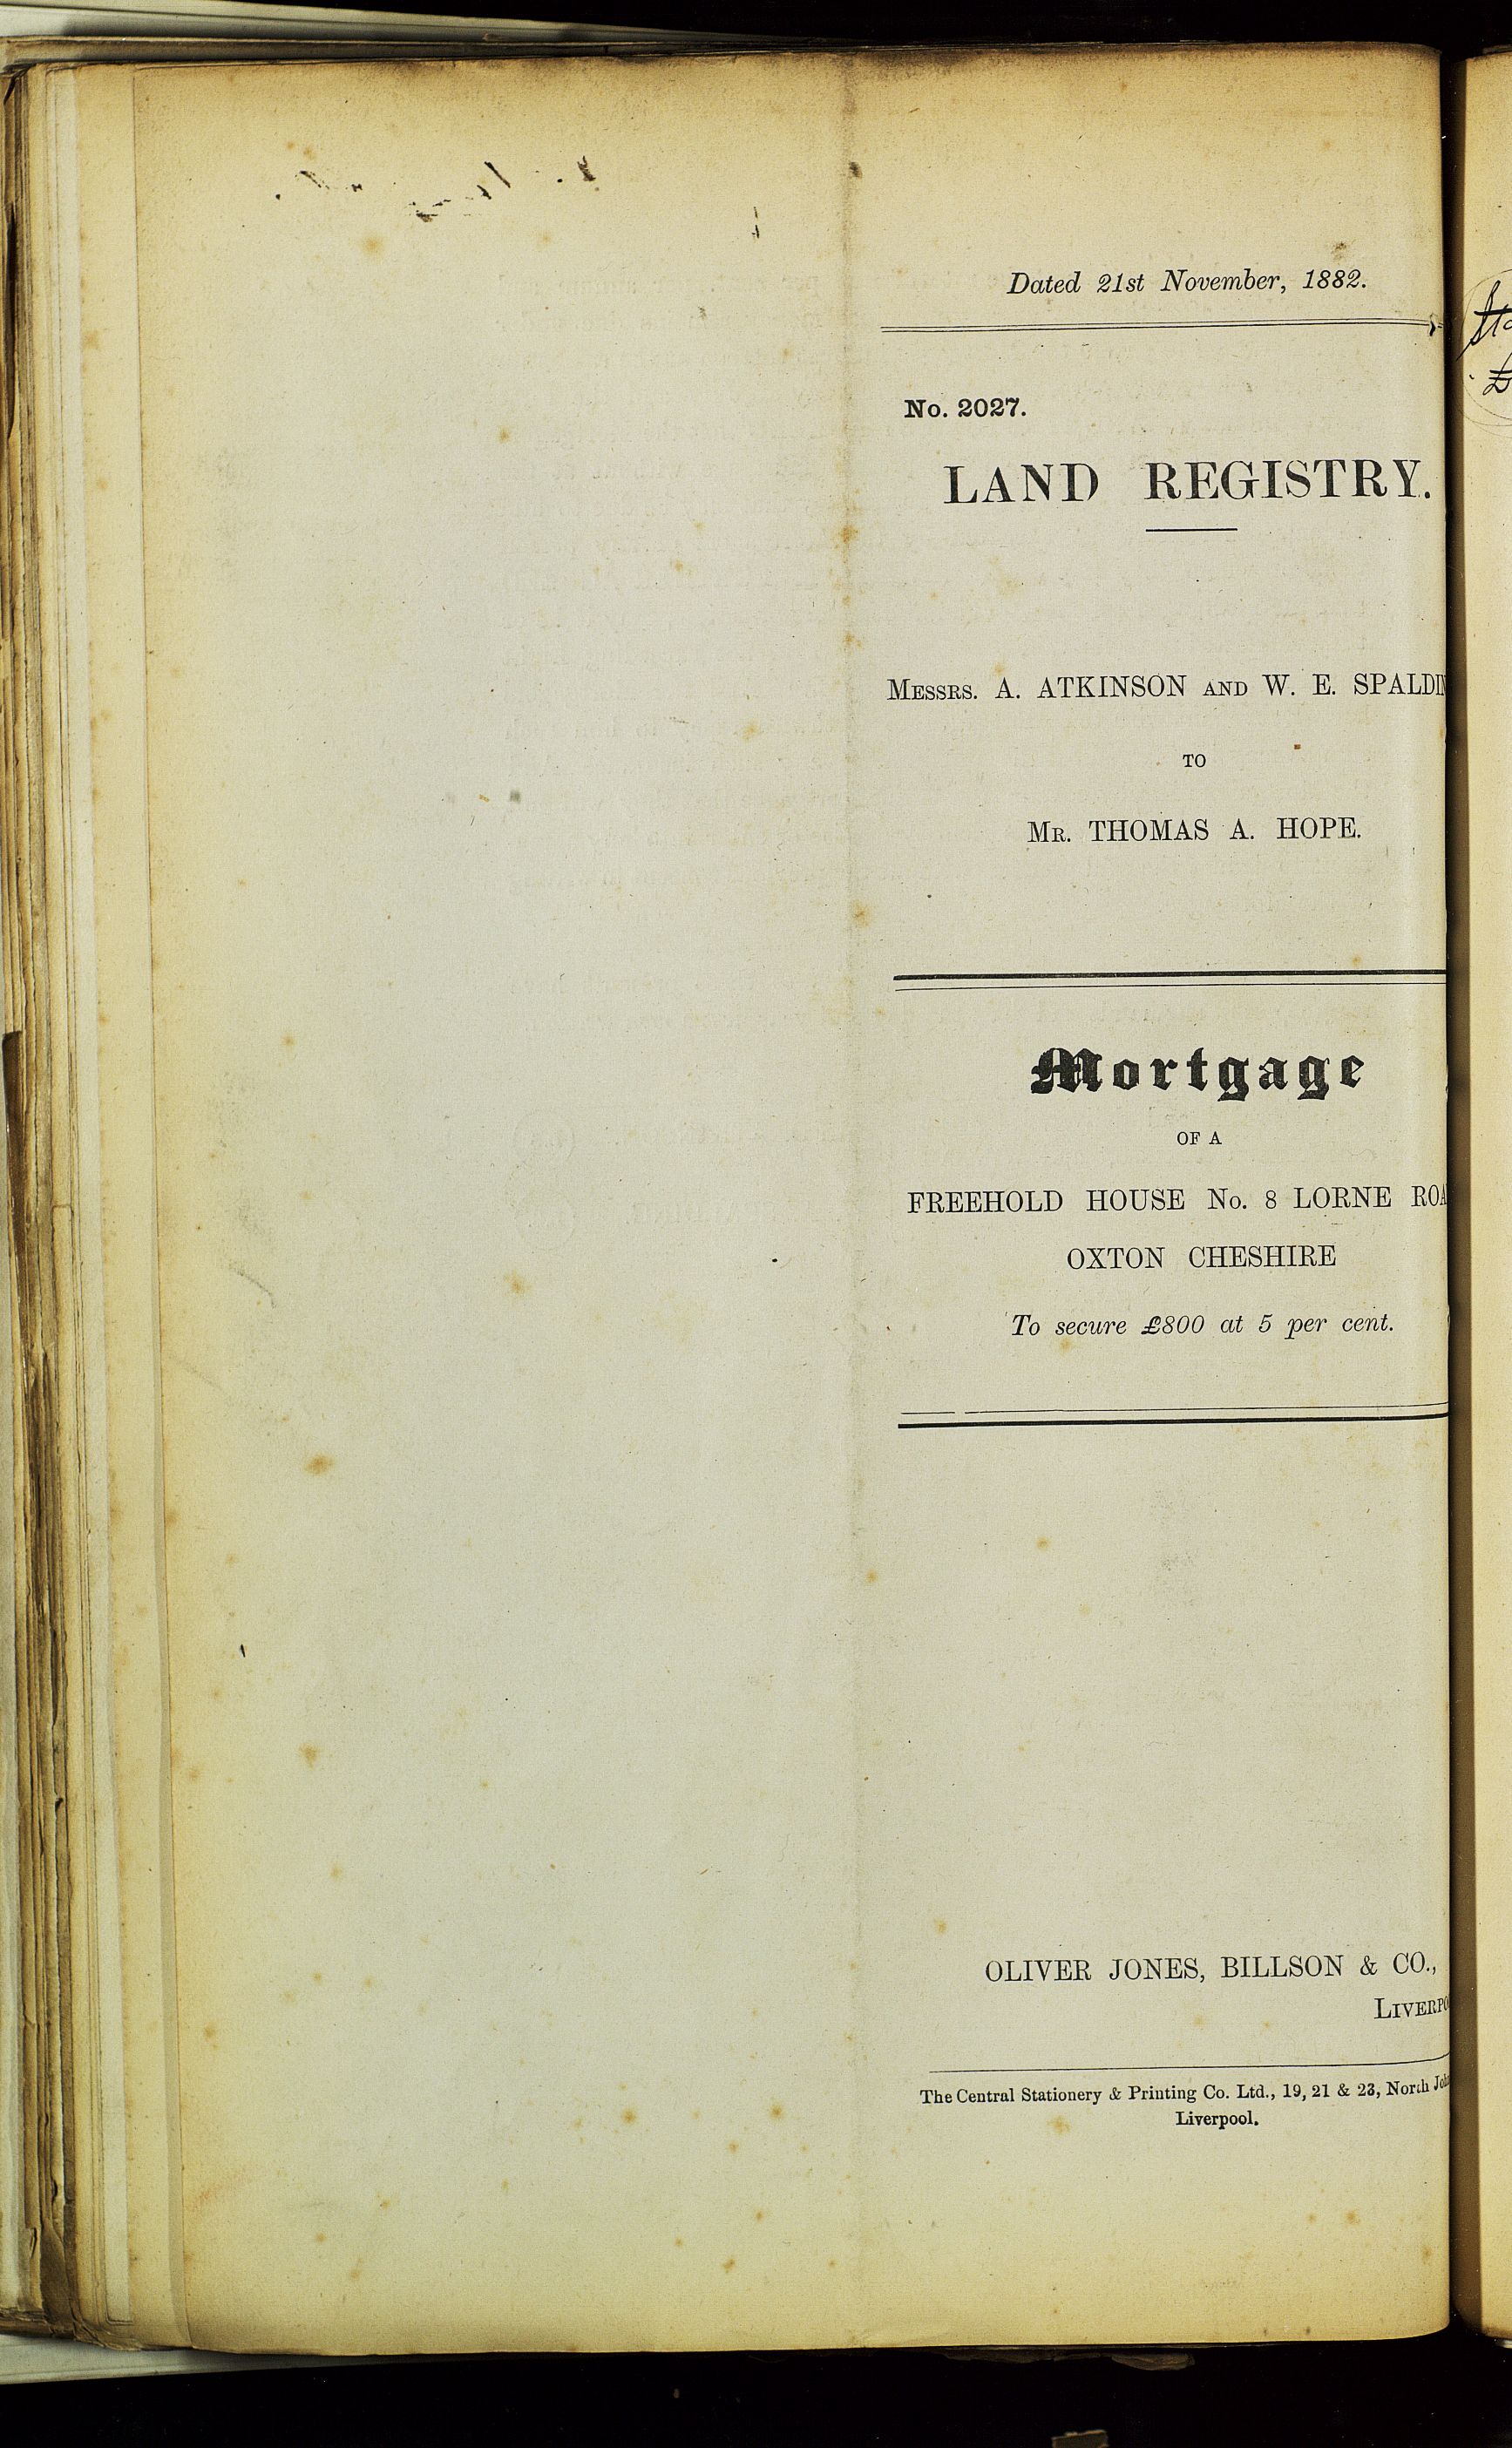 Dated 21st November, 1882.
No. 2027.
LAND REGISTRY.
MESSRS. A. ATKINSON AND W. E. SPALDIN
TO
MR. THOMAS A. HOPE.
Mortgage
OF A
FREEHOLD HOUSE No. 8 LORNE ROA
OXTON CHESHIRE
To secure £800 at 5 per cent.
OLIVER JONES, BILLSON & CO.,
LIVERPO
The Central Stationery & Printing Co. Ltd., 19, 21 & 23, North Joh
Liverpool.